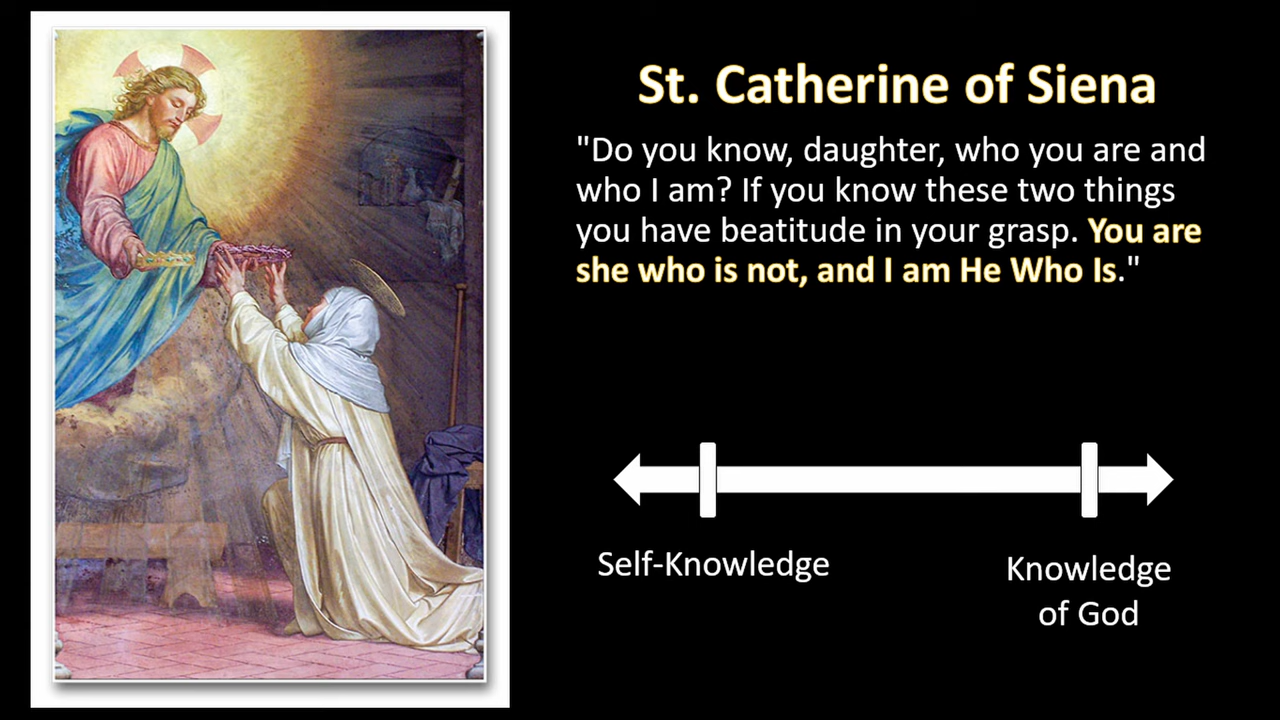 St. Catherine of Siena
"Do you know, daughter, who you are and
who I am? If you know these two things
you have beatitude in your grasp. You are
she who is not, and I am He Who Is."
Self-Knowledge
Knowledge
of God